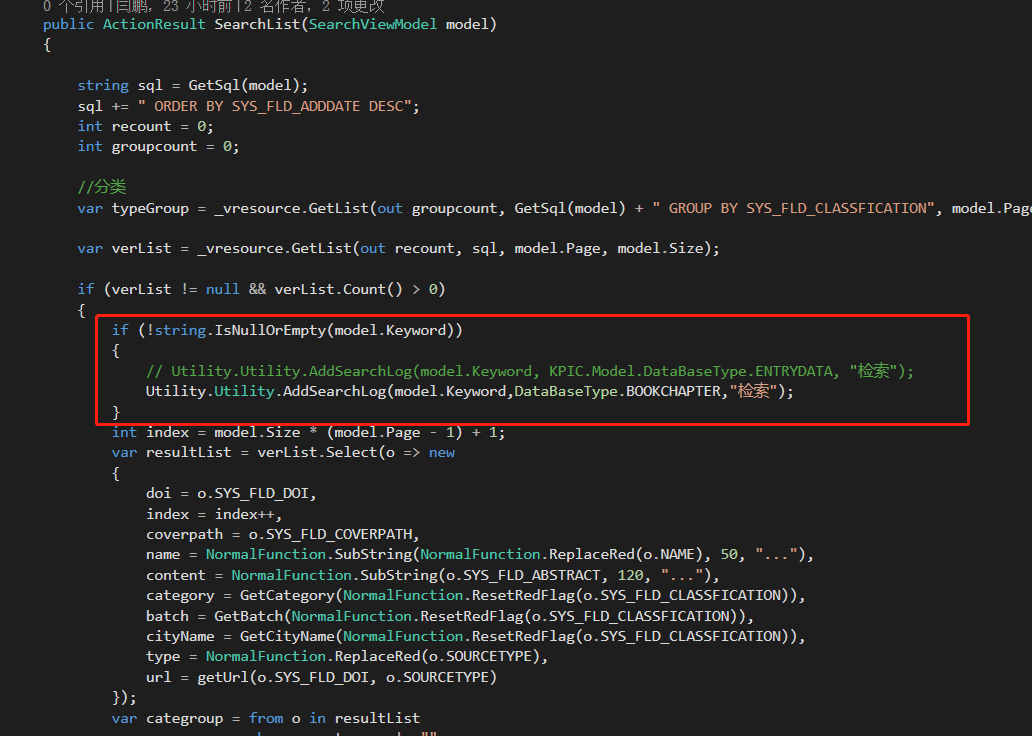 0 个引用|闫鹏，23 小时前|2 名作者，2 项更改
public ActionResult SearchList(SearchViewModel model)
{
string sql = GetSql(model);
sql += " ORDER BY SYS_FLD_ADDDATE DESC";
int recount = 0;
int groupcount = 0;
//分类
var typeGroup = _vresource.GetList(out groupcount, GetSql(model) + " GROUP BY SYS_FLD_CLASSFICATION", model.Page
var verList = _vresource.GetList(out recount, sql, model.Page, model.Size);
if (verList != null && verList.Count() > 0)
{
if (!string.IsNullOrEmpty(model.Keyword))
{
// Utility.Utility.AddSearchLog(model.Keyword, KPIC.Model.DataBaseType.ENTRYDATA, "检索");
Utility.Utility.AddSearchLog(model.Keyword,DataBaseType.BOOKCHAPTER,"检索");
}
int index = model.Size * (model.Page - 1) + 1;
var resultList = verList.Select(o => new
{
doi = o.SYS_FLD_DOI,
index = index++,
coverpath = o.SYS_FLD_COVERPATH,
name = NormalFunction.SubString(NormalFunction.ReplaceRed(o.NAME), 50, "..."),
content = NormalFunction.SubString(o.SYS_FLD_ABSTRACT, 120, "..."),
category = GetCategory(NormalFunction.ResetRedFlag(o.SYS_FLD_CLASSFICATION)),
batch = GetBatch(NormalFunction.ResetRedFlag(o.SYS_FLD_CLASSFICATION)),
cityName = GetCityName(NormalFunction.ResetRedFlag(o.SYS_FLD_CLASSFICATION)),
type = NormalFunction.ReplaceRed(o.SOURCETYPE),
url = getUrl(o.SYS_FLD_DOI, o.SOURCETYPE)
});
var categroup = from o in resultList